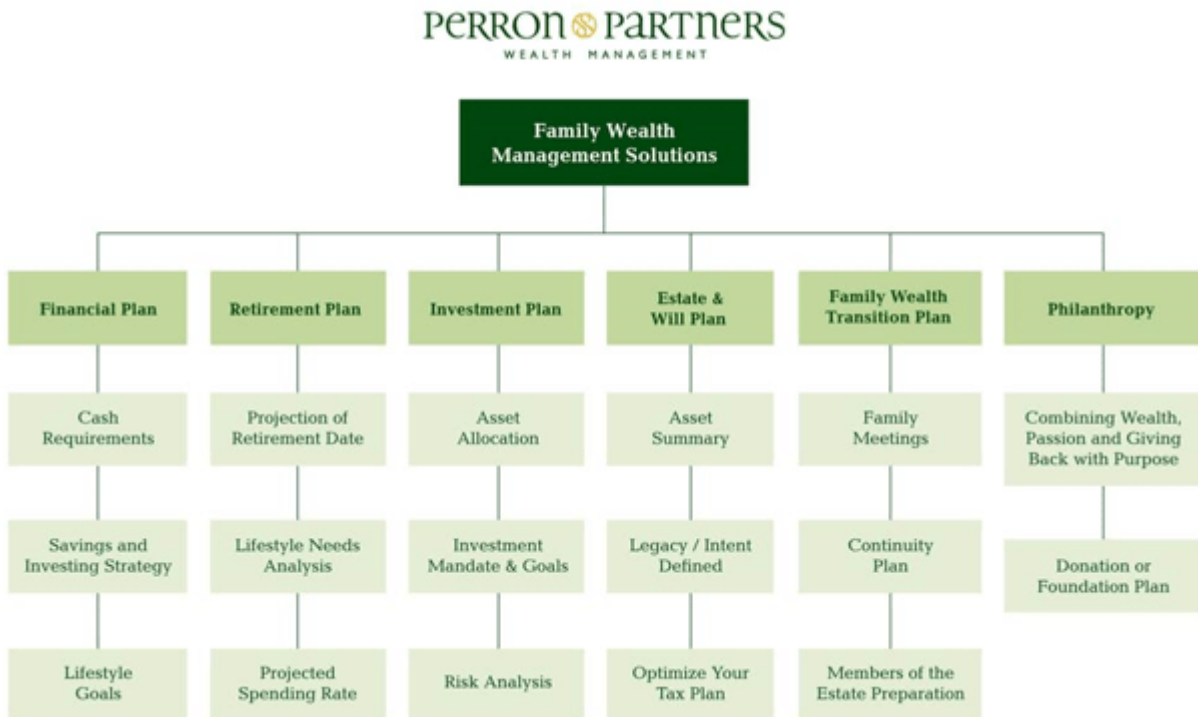 PERRON PARTNERS
WEALTH MANAGEMENT
Family Wealth
Management Solutions
Financial Plan
Cash
Requirements
Savings and
Investing Strategy
Lifestyle
Goals
Retirement Plan
Projection of
Retirement Date
Lifestyle Needs
Analysis
Projected
Spending Rate
Investment Plan
Asset
Allocation
Investment
Mandate & Goals
Risk Analysis
Estate &
Will Plan
Asset
Summary
Legacy / Intent
Defined
Optimize Your
Tax Plan
Family Wealth
Transition Plan
Family
Meetings
Continuity
Plan
Members of the
Estate Preparation
Philanthropy
Combining Wealth,
Passion and Giving
Back with Purpose
Donation or
Foundation Plan